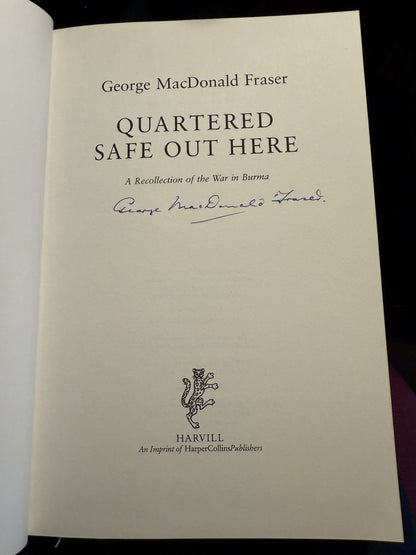 George MacDonald Fraser
QUARTERED
SAFE OUT HERE
A Recollection of the War in Burma
George MacDonald Fraser.
HARVILL
An Imprint of HarperCollinsPublishers